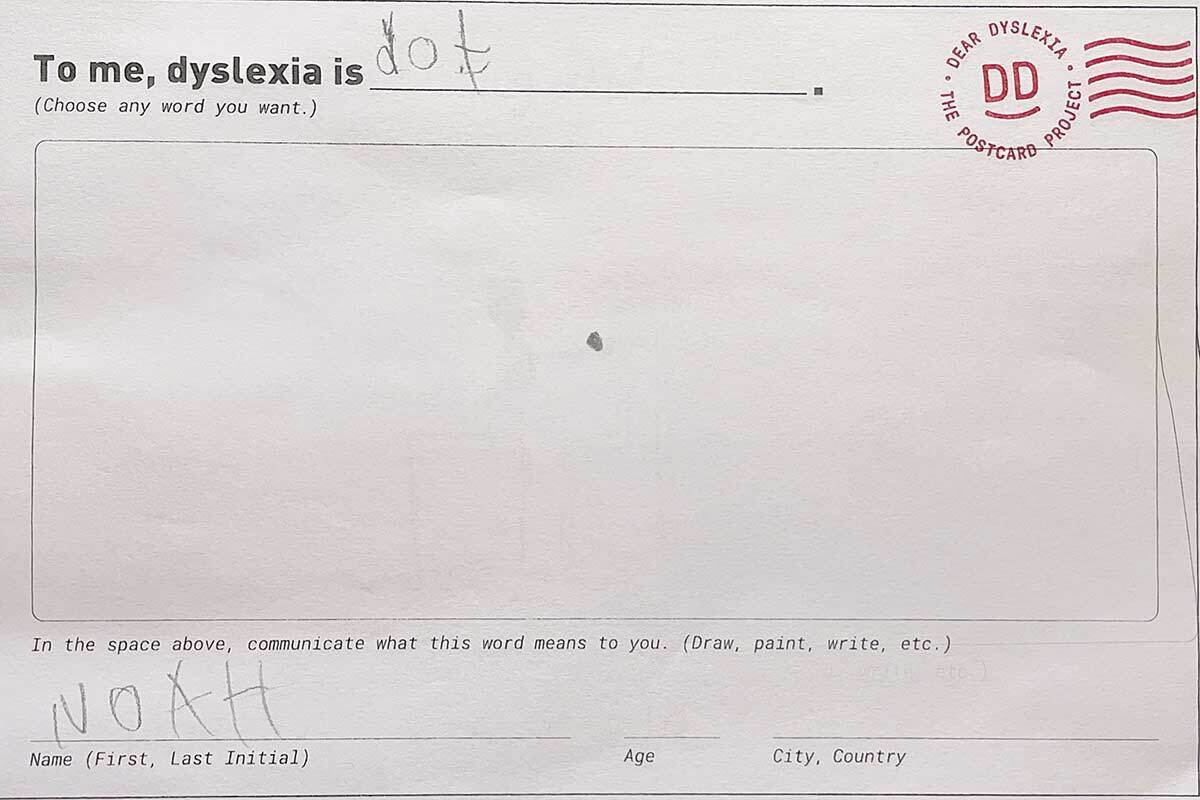 To me, dyslexia is dot.
(Choose any word you want.)
• DEAR DYSLEXIA • THE POSTCARD PROJECT
DD
In the space above, communicate what this word means to you. (Draw, paint, write, etc.)
NOAH
Name (First, Last Initial)
Age
City, Country